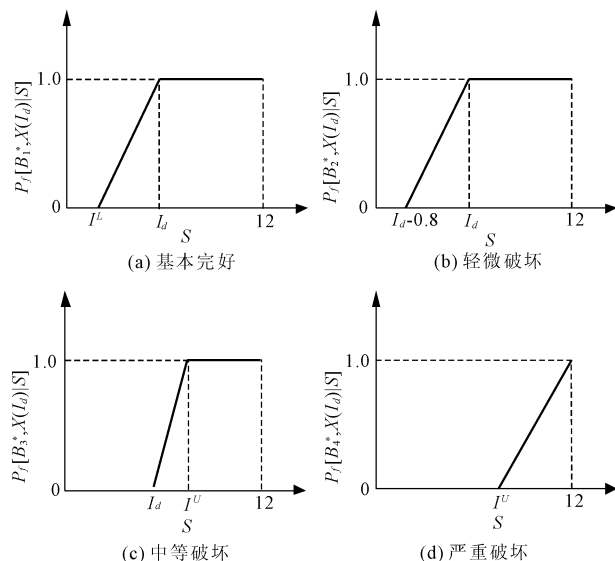 P_f[B_1^*,X(I_d)|S]
1.0
0
I^L
I_d
12
S
(a) 基本完好
P_f[B_2^*,X(I_d)|S]
1.0
0
I_d-0.8
I_d
12
S
(b) 轻微破坏
P_f[B_3^*,X(I_d)|S]
1.0
0
I_d
I^U
12
S
(c) 中等破坏
P_f[B_4^*,X(I_d)|S]
1.0
0
I^U
12
S
(d) 严重破坏